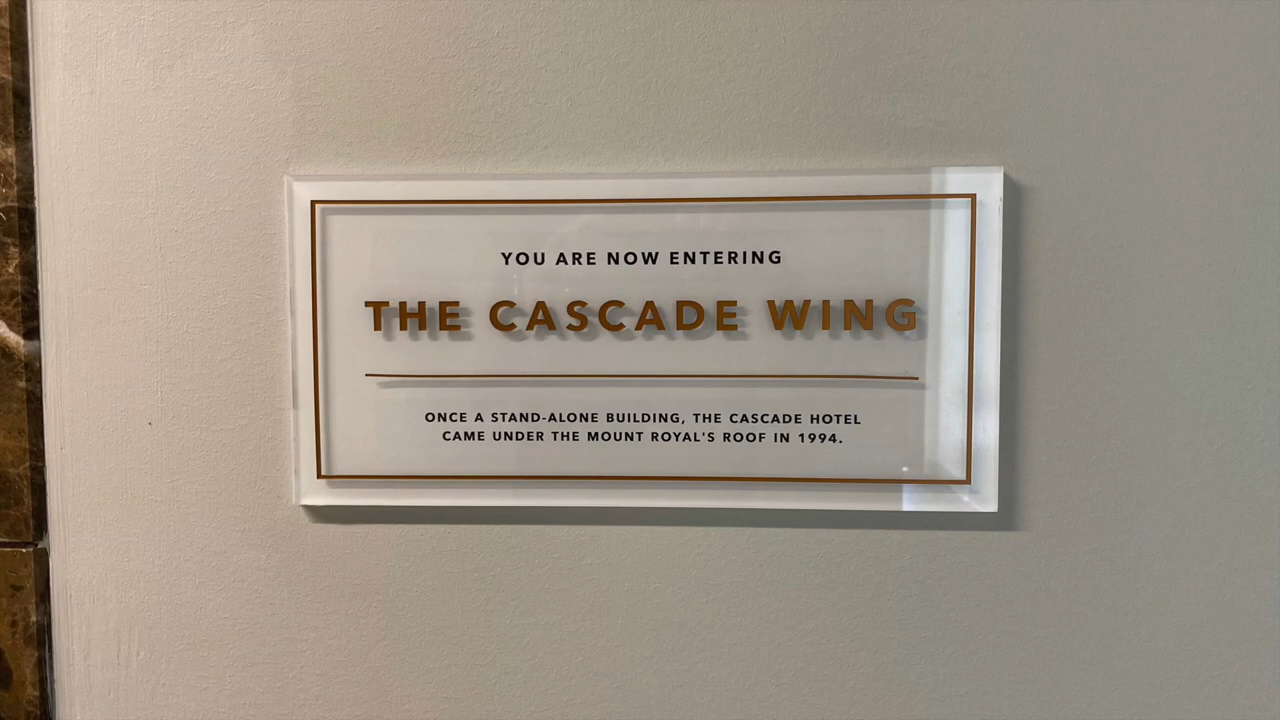 YOU ARE NOW ENTERING
THE CASCADE WING
ONCE A STAND-ALONE BUILDING, THE CASCADE HOTEL
CAME UNDER THE MOUNT ROYAL'S ROOF IN 1994.